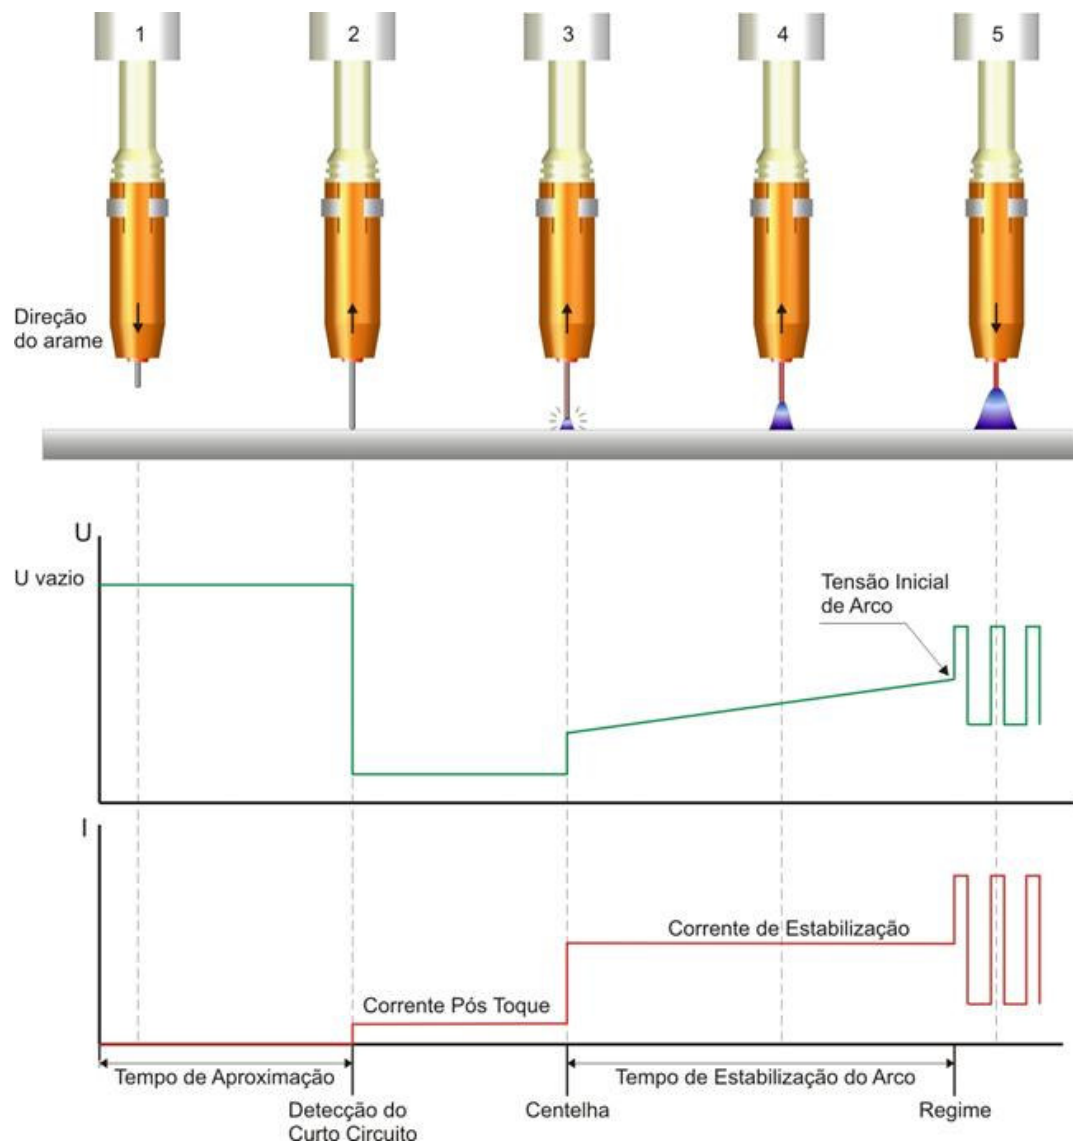 1
2
3
4
5
Direção
do arame
U
U vazio
Tensão Inicial
de Arco
I
Corrente de Estabilização
Corrente Pós Toque
Tempo de Aproximação
Tempo de Estabilização do Arco
Detecção do
Curto Circuito
Centelha
Regime